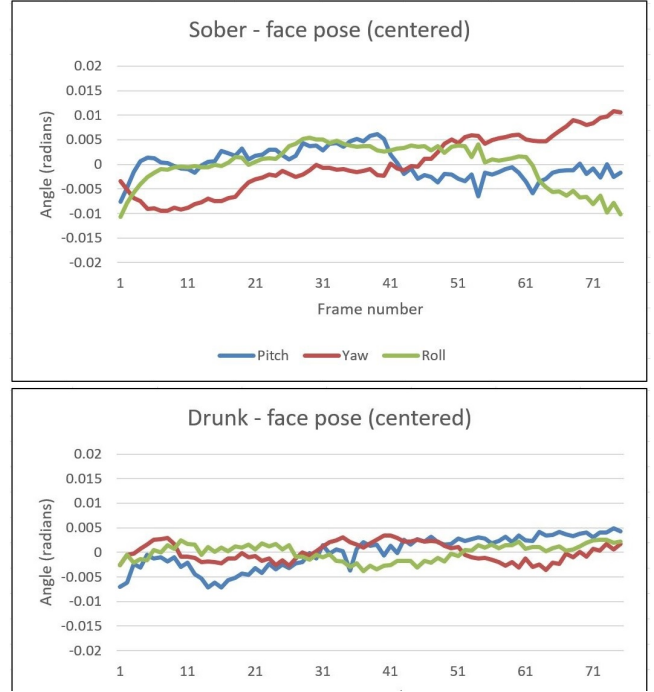 Sober - face pose (centered)
0.02
0.015
0.01
0.005
0
-0.005
-0.01
-0.015
-0.02
Angle (radians)
1 11 21 31 41 51 61 71
Frame number
Pitch Yaw Roll
Drunk - face pose (centered)
0.02
0.015
0.01
0.005
0
-0.005
-0.01
-0.015
-0.02
Angle (radians)
1 11 21 31 41 51 61 71